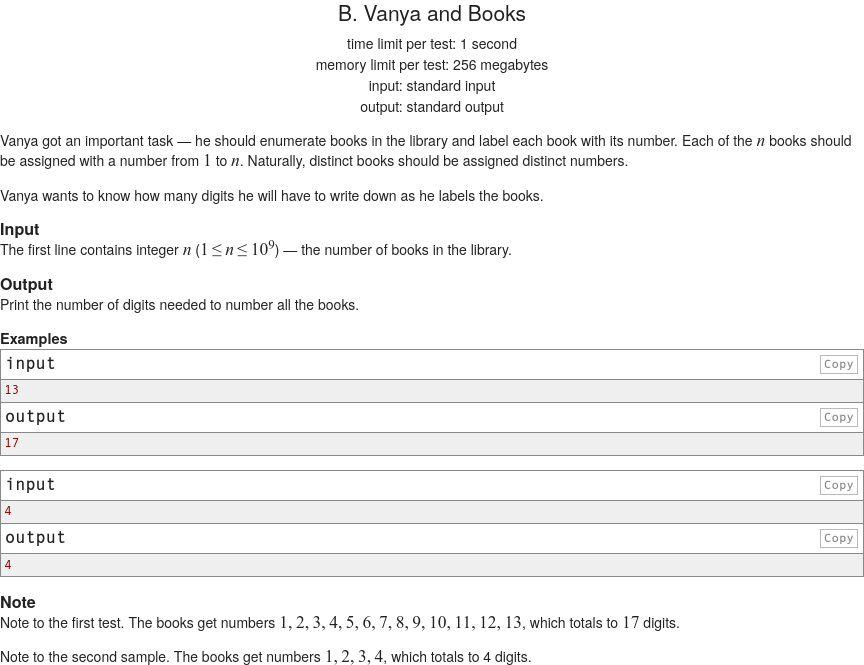 B. Vanya and Books
time limit per test: 1 second
memory limit per test: 256 megabytes
input: standard input
output: standard output
Vanya got an important task — he should enumerate books in the library and label each book with its number. Each of the n books should
be assigned with a number from 1 to n. Naturally, distinct books should be assigned distinct numbers.
Vanya wants to know how many digits he will have to write down as he labels the books.
Input
The first line contains integer n (1 ≤ n ≤ 10⁹) — the number of books in the library.
Output
Print the number of digits needed to number all the books.
Examples
input Copy
13
output Copy
17
input Copy
4
output Copy
4
Note
Note to the first test. The books get numbers 1, 2, 3, 4, 5, 6, 7, 8, 9, 10, 11, 12, 13, which totals to 17 digits.
Note to the second sample. The books get numbers 1, 2, 3, 4, which totals to 4 digits.